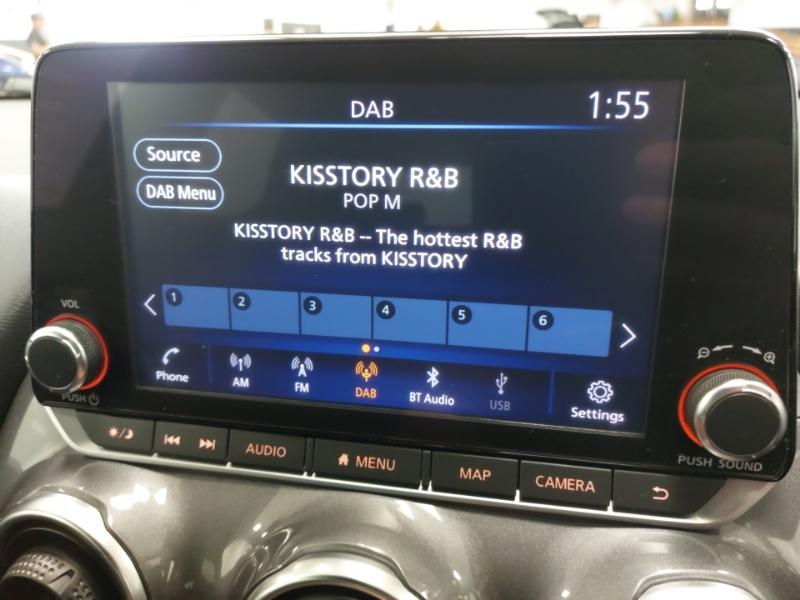 DAB
1:55
Source
DAB Menu
KISSTORY R&B
POP M
KISSTORY R&B -- The hottest R&B
tracks from KISSTORY
1 2 3 4 5 6
Phone AM FM DAB BT Audio USB Settings
VOL
PUSH
PUSH SOUND
AUDIO MENU MAP CAMERA